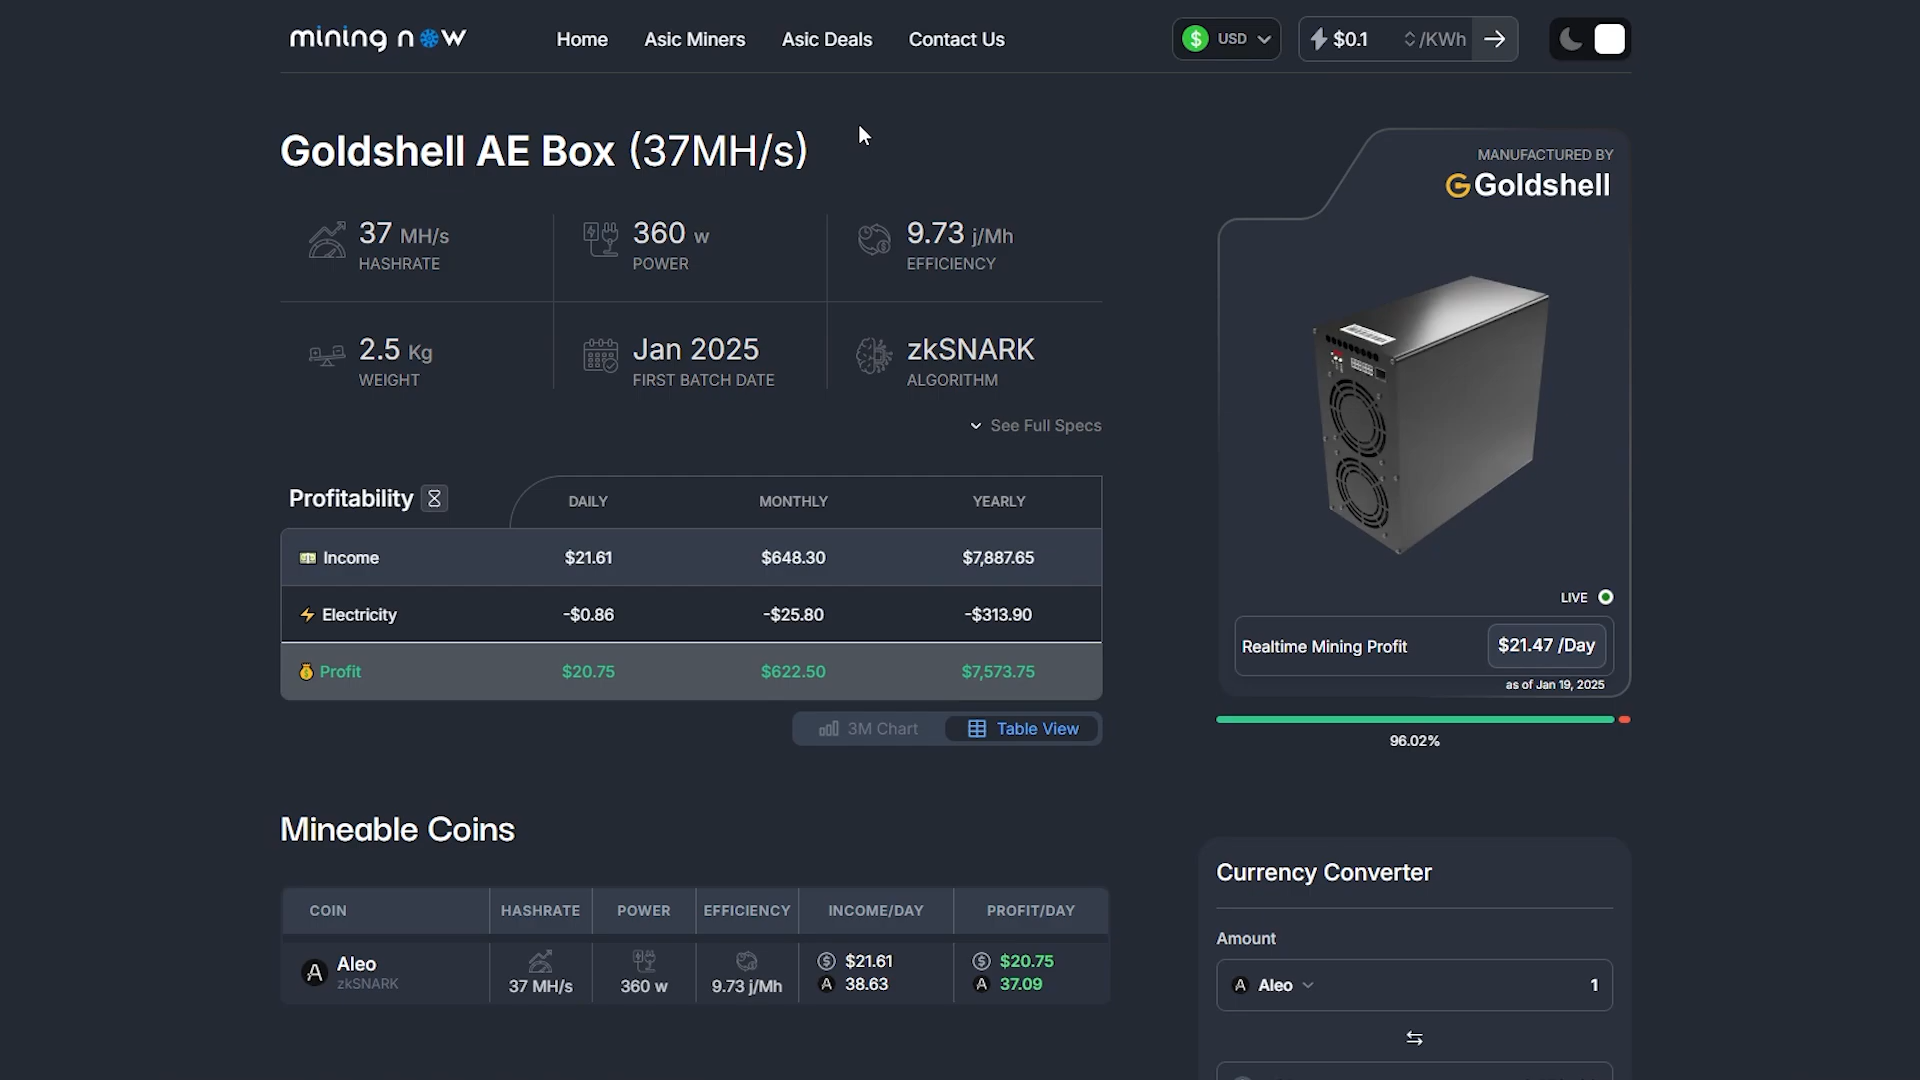 mining now
Home
Asic Miners
Asic Deals
Contact Us
$ USD
$0.1 /KWh
Goldshell AE Box (37MH/s)
37 MH/s
HASHRATE
360 w
POWER
9.73 j/Mh
EFFICIENCY
2.5 Kg
WEIGHT
Jan 2025
FIRST BATCH DATE
zkSNARK
ALGORITHM
See Full Specs
MANUFACTURED BY
Goldshell
LIVE
Realtime Mining Profit $21.47 /Day
as of Jan 19, 2025
96.02%
Profitability DAILY MONTHLY YEARLY
Income $21.61 $648.30 $7,887.65
Electricity -$0.86 -$25.80 -$313.90
Profit $20.75 $622.50 $7,573.75
3M Chart
Table View
Mineable Coins
COIN HASHRATE POWER EFFICIENCY INCOME/DAY PROFIT/DAY
Aleo
zkSNARK
37 MH/s
360 w
9.73 j/Mh
$21.61
38.63
$20.75
37.09
Currency Converter
Amount
Aleo 1